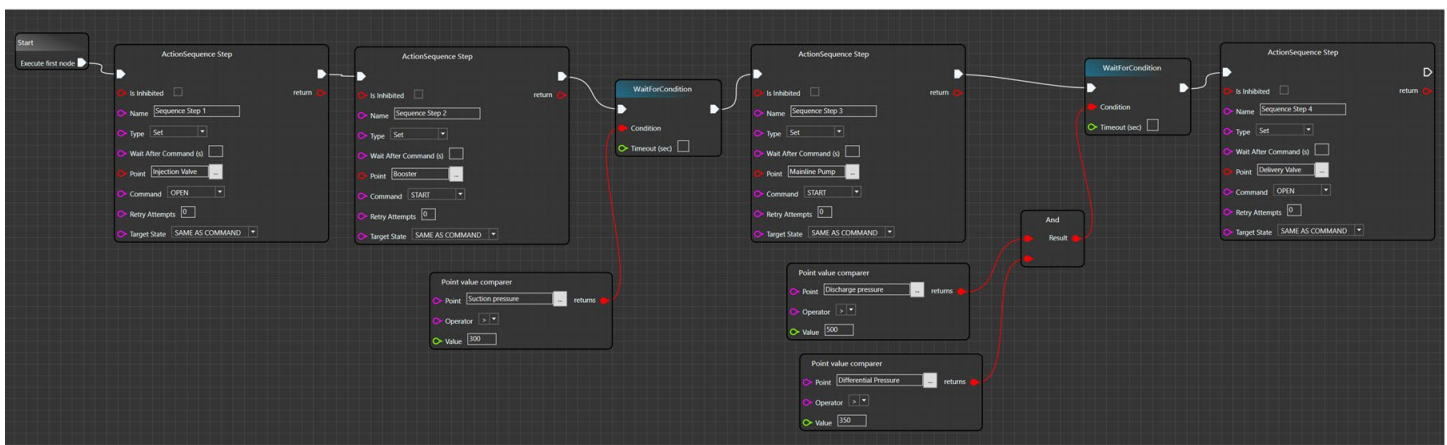 Start
Execute first node
ActionSequence Step
Is Inhibited
return
Name Sequence Step 1
Type Set
Wait After Command (s)
Point Injection Valve ...
Command OPEN
Retry Attempts 0
Target State SAME AS COMMAND
ActionSequence Step
Is Inhibited
return
Name Sequence Step 2
Type Set
Wait After Command (s)
Point Booster ...
Command START
Retry Attempts 0
Target State SAME AS COMMAND
WaitForCondition
Condition
Timeout (sec)
Point value comparer
Point Suction pressure ... returns
Operator >
Value 300
ActionSequence Step
Is Inhibited
return
Name Sequence Step 3
Type Set
Wait After Command (s)
Point Mainline Pump ...
Command START
Retry Attempts 0
Target State SAME AS COMMAND
Point value comparer
Point Discharge pressure ... returns
Operator >
Value 500
Point value comparer
Point Differential Pressure ... returns
Operator >
Value 350
And
Result
WaitForCondition
Condition
Timeout (sec)
ActionSequence Step
Is Inhibited
return
Name Sequence Step 4
Type Set
Wait After Command (s)
Point Delivery Valve ...
Command OPEN
Retry Attempts 0
Target State SAME AS COMMAND